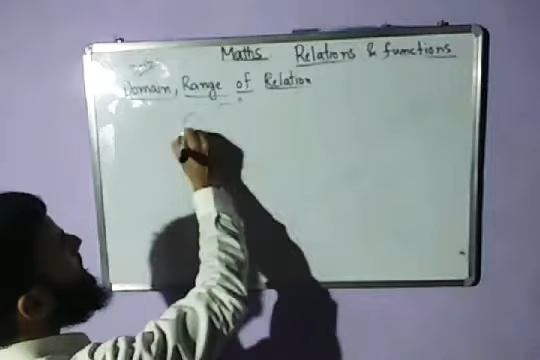 Maths Relations & functions
Domain, Range of Relation